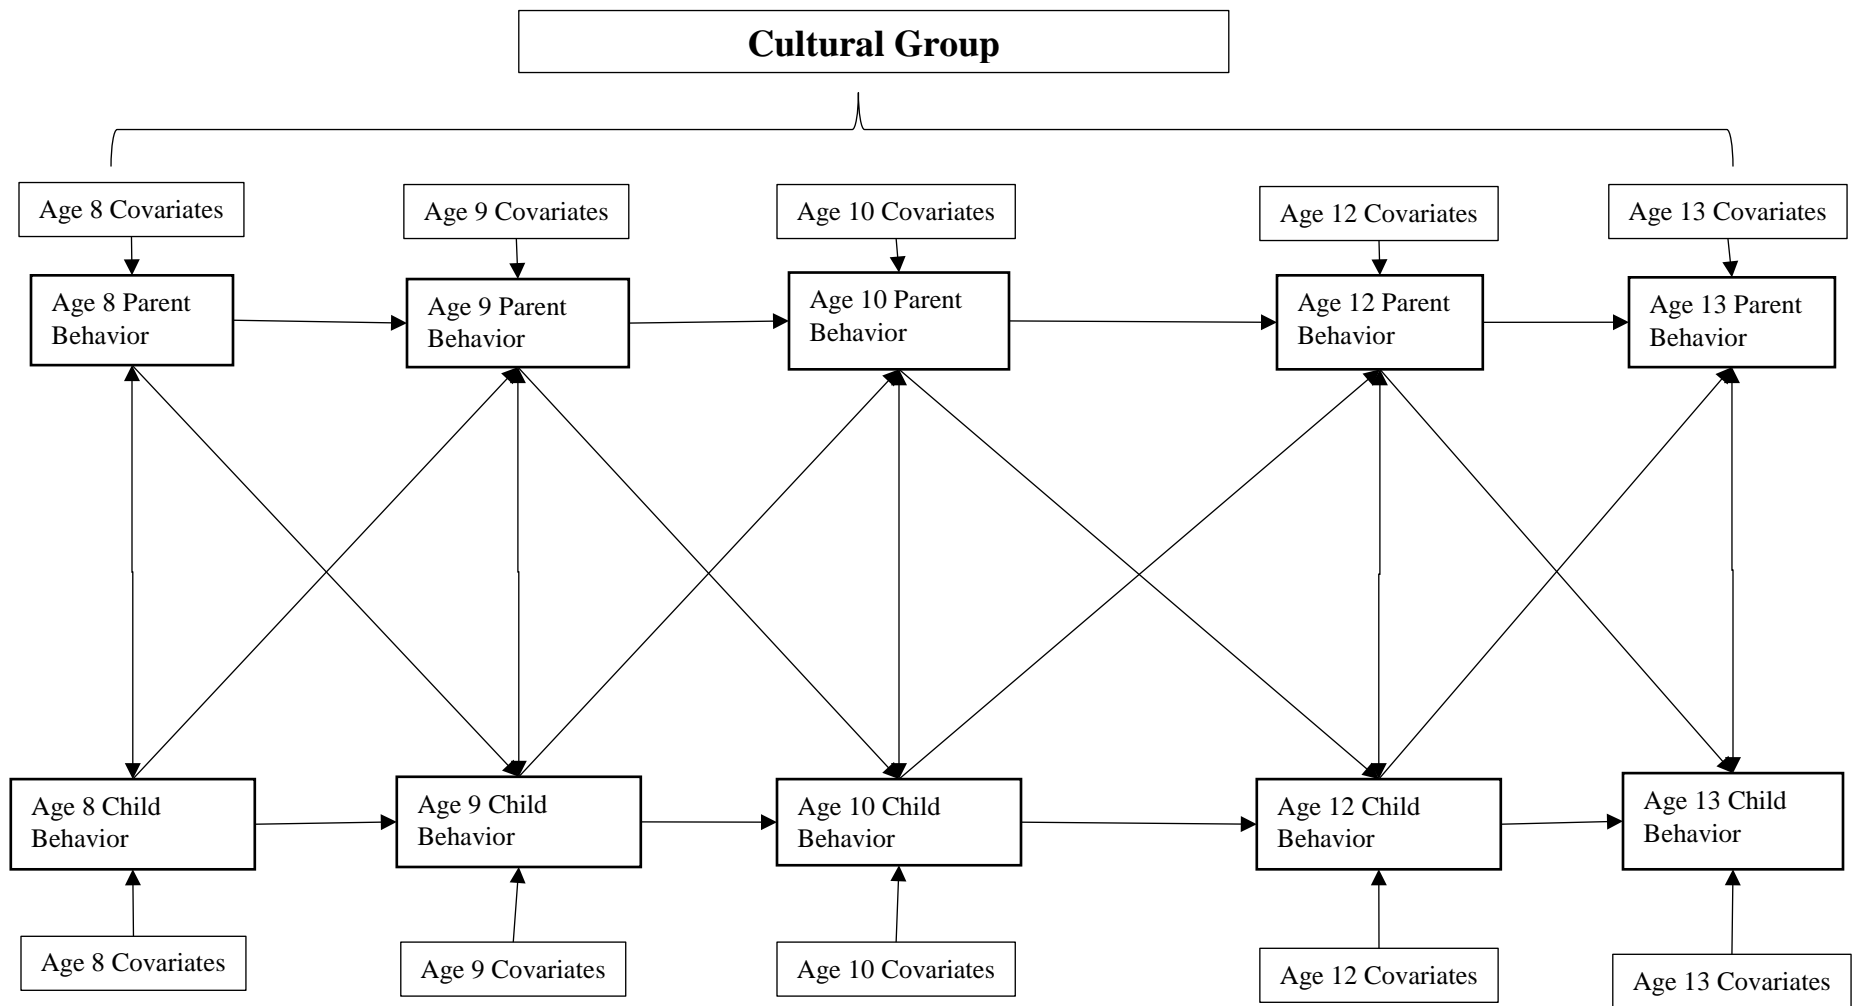 Cultural Group
Age 8 Covariates
Age 9 Covariates
Age 10 Covariates
Age 12 Covariates
Age 13 Covariates
Age 8 Parent
Behavior
Age 9 Parent
Behavior
Age 10 Parent
Behavior
Age 12 Parent
Behavior
Age 13 Parent
Behavior
Age 8 Child
Behavior
Age 9 Child
Behavior
Age 10 Child
Behavior
Age 12 Child
Behavior
Age 13 Child
Behavior
Age 8 Covariates
Age 9 Covariates
Age 10 Covariates
Age 12 Covariates
Age 13 Covariates